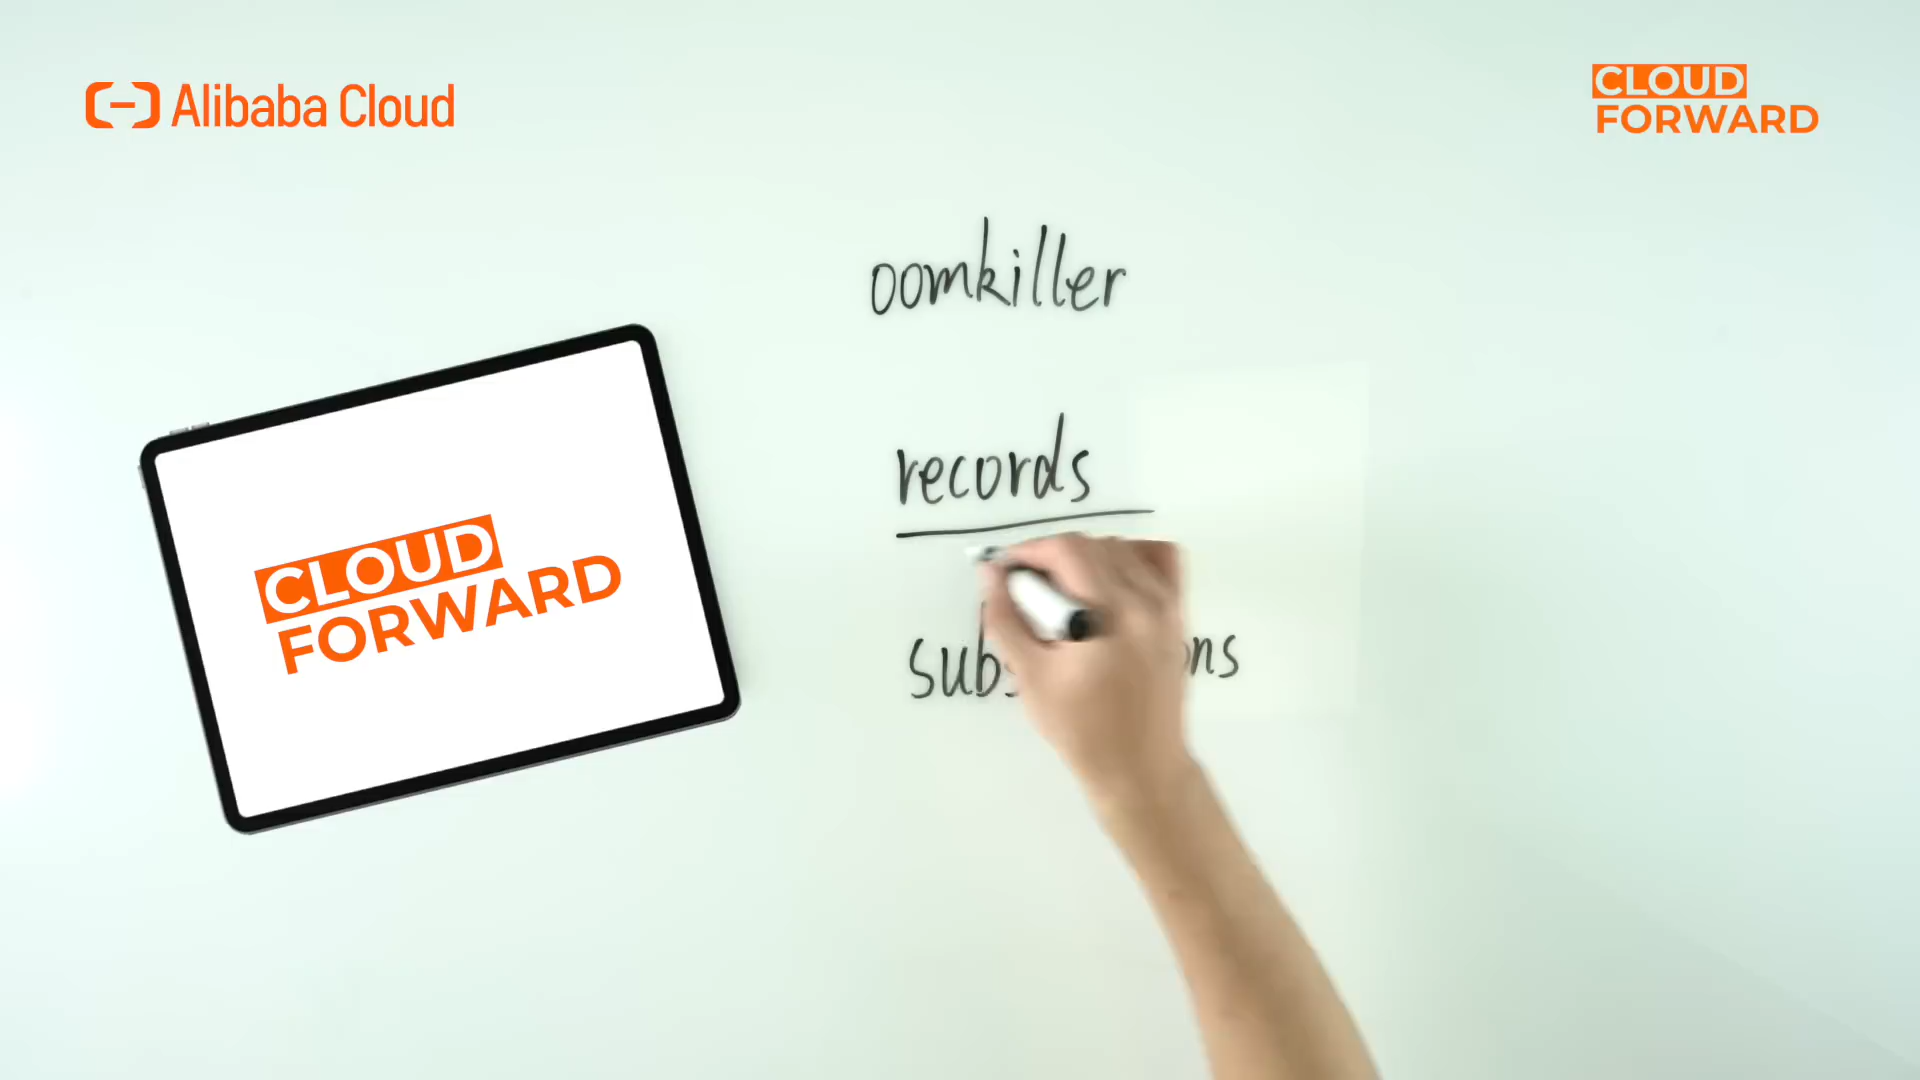 Alibaba Cloud
CLOUD
FORWARD
oomkiller
records
CLOUD
FORWARD